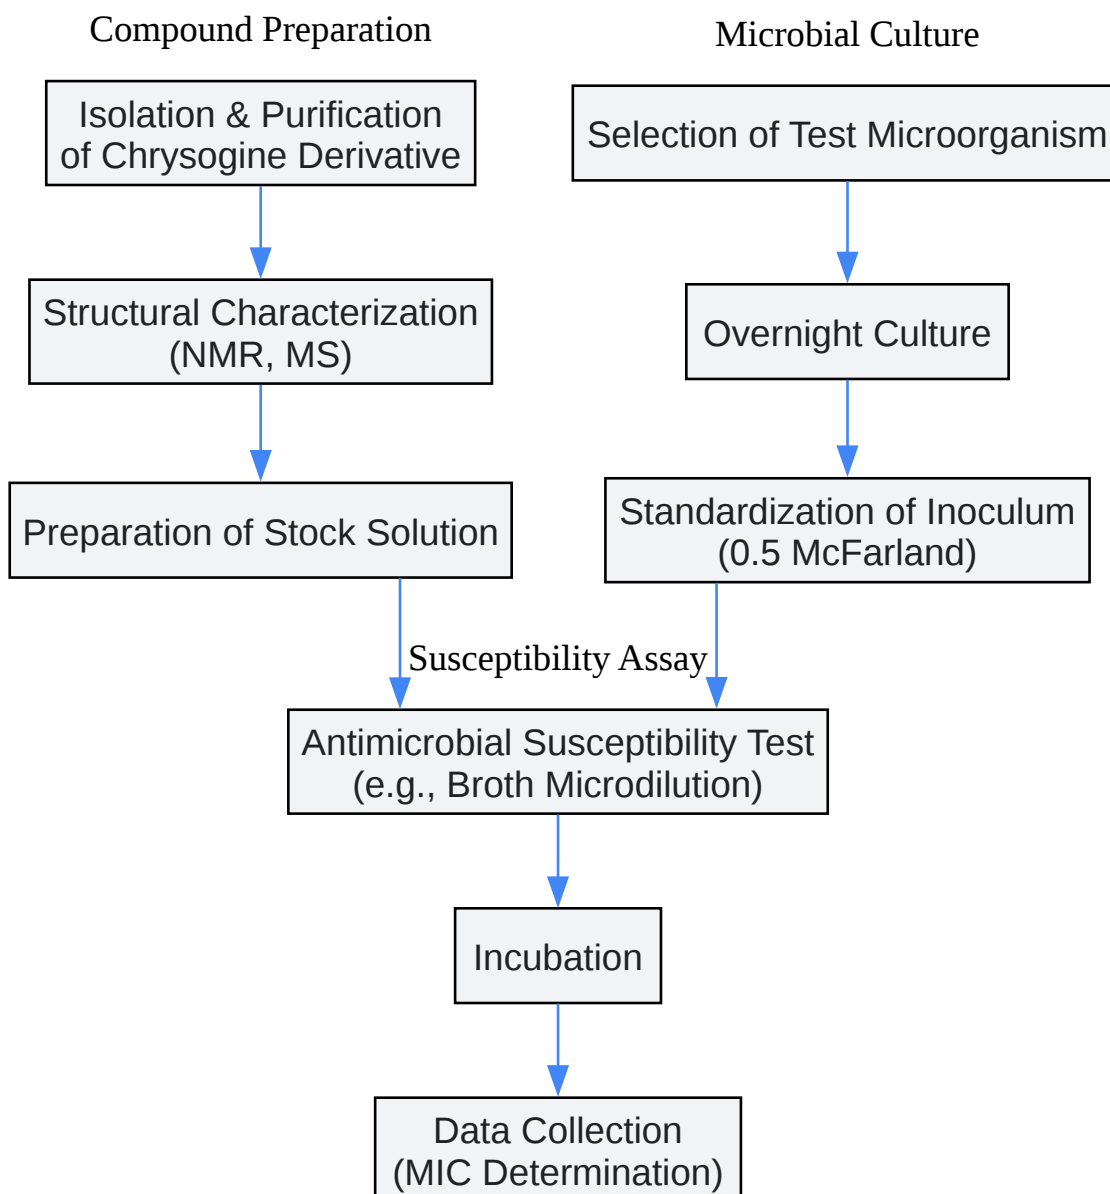 Compound Preparation
Isolation & Purification
of Chrysogine Derivative
Structural Characterization
(NMR, MS)
Preparation of Stock Solution
Microbial Culture
Selection of Test Microorganism
Overnight Culture
Standardization of Inoculum
(0.5 McFarland)
Susceptibility Assay
Antimicrobial Susceptibility Test
(e.g., Broth Microdilution)
Incubation
Data Collection
(MIC Determination)